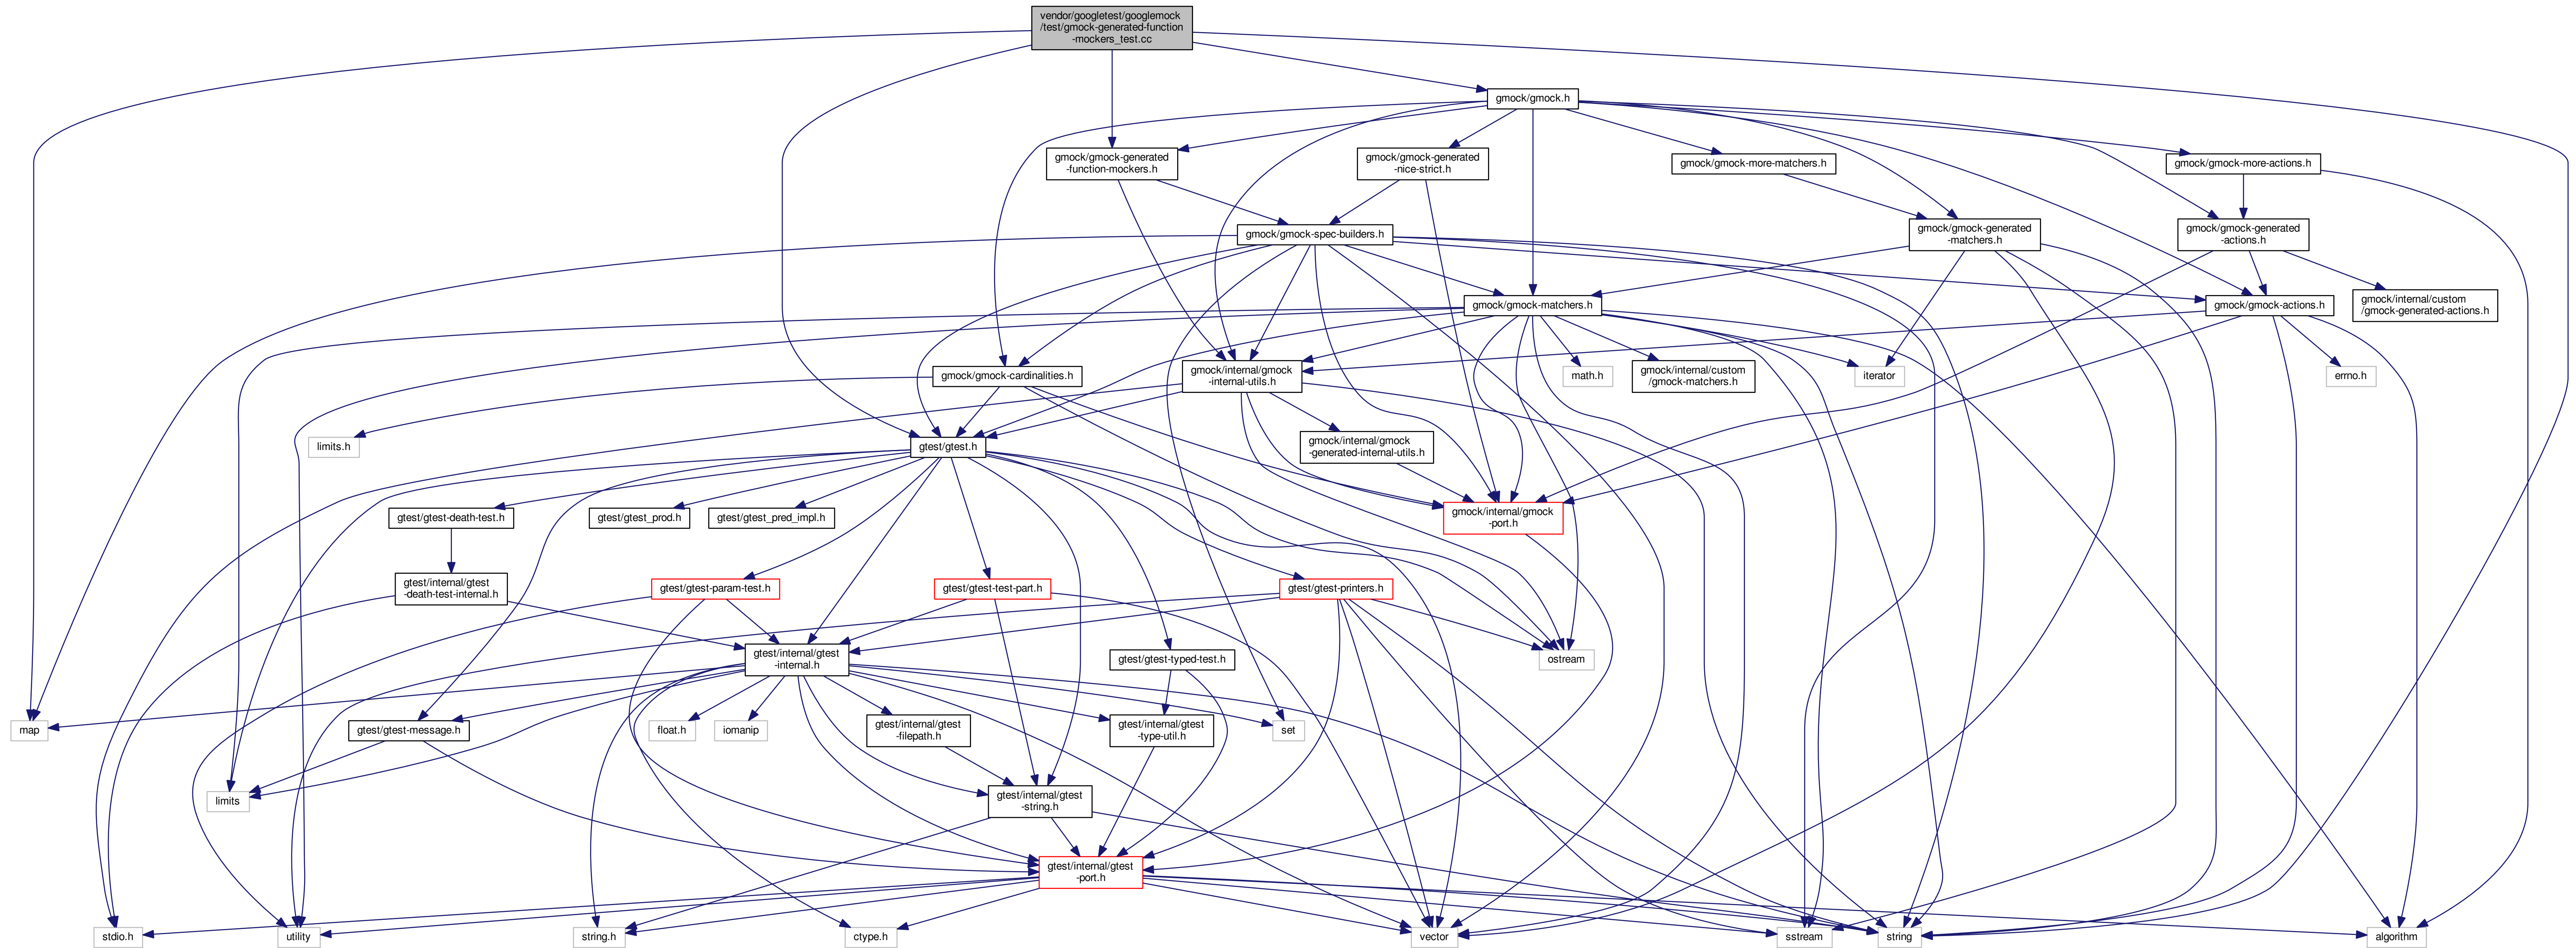 vendor/googletest/googlemock
/test/gmock-generated-function
-mockers_test.cc
gmock/gmock.h
gmock/gmock-generated
-function-mockers.h
gmock/gmock-generated
-nice-strict.h
gmock/gmock-more-matchers.h
gmock/gmock-more-actions.h
gmock/gmock-spec-builders.h
gmock/gmock-generated
-matchers.h
gmock/gmock-generated
-actions.h
gmock/gmock-matchers.h
gmock/gmock-actions.h
gmock/internal/custom
/gmock-generated-actions.h
gmock/gmock-cardinalities.h
gmock/internal/gmock
-internal-utils.h
math.h
gmock/internal/custom
/gmock-matchers.h
iterator
errno.h
limits.h
gtest/gtest.h
gmock/internal/gmock
-generated-internal-utils.h
gtest/gtest-death-test.h
gtest/gtest_prod.h
gtest/gtest_pred_impl.h
gmock/internal/gmock
-port.h
gtest/internal/gtest
-death-test-internal.h
gtest/gtest-param-test.h
gtest/gtest-test-part.h
gtest/gtest-printers.h
gtest/internal/gtest
-internal.h
gtest/gtest-typed-test.h
ostream
map
gtest/gtest-message.h
float.h
iomanip
gtest/internal/gtest
-filepath.h
gtest/internal/gtest
-type-util.h
set
limits
gtest/internal/gtest
-string.h
gtest/internal/gtest
-port.h
stdio.h
utility
string.h
ctype.h
vector
sstream
string
algorithm